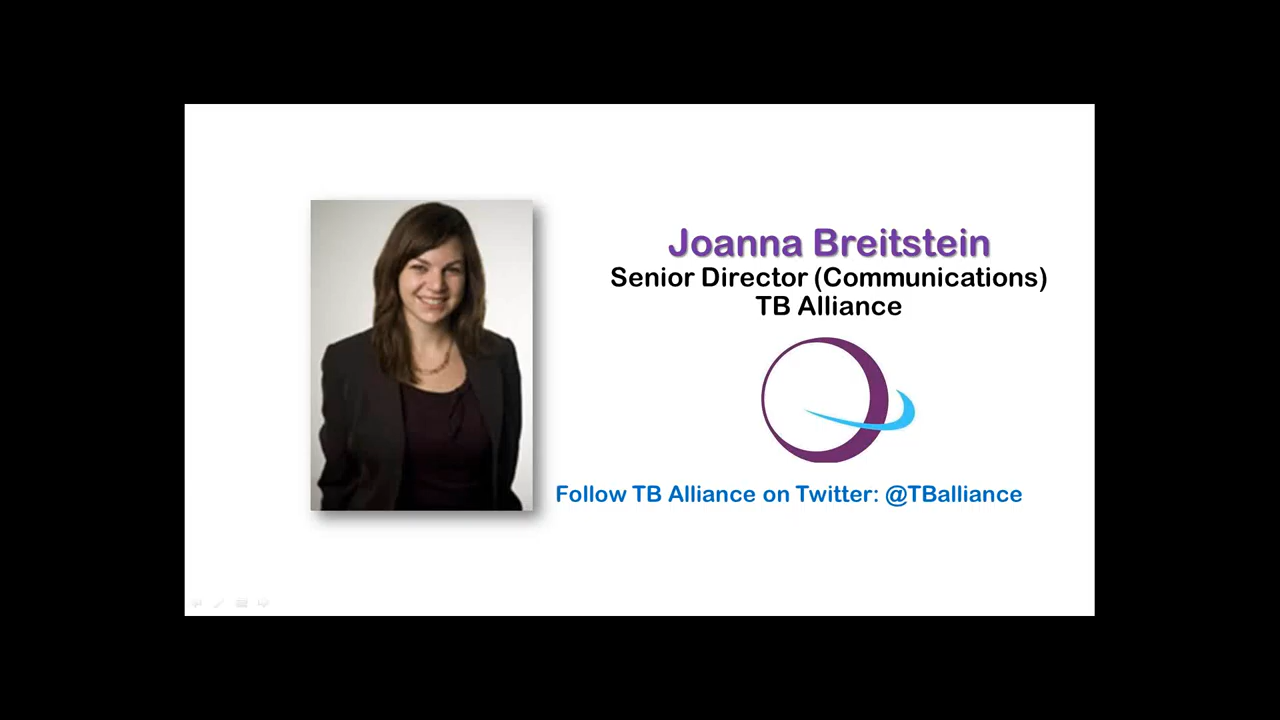 Joanna Breitstein
Senior Director (Communications)
TB Alliance
Follow TB Alliance on Twitter: @TBalliance